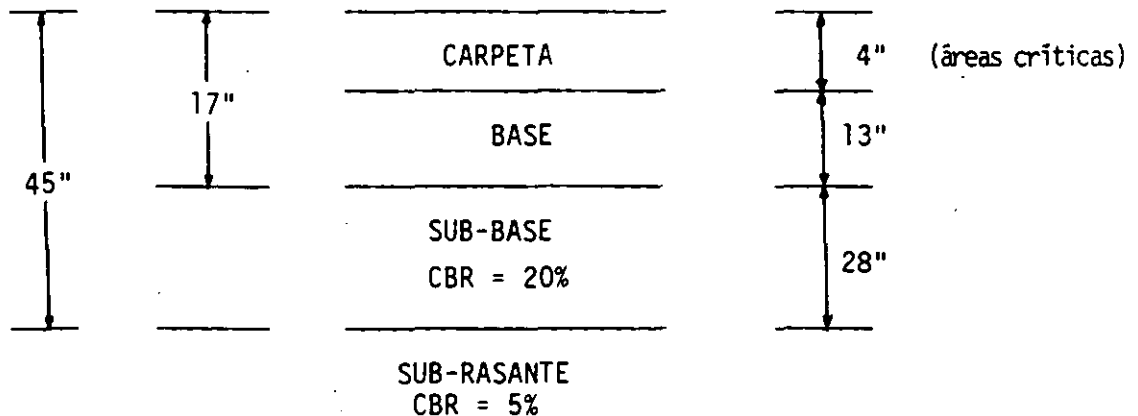 CARPETA
4" (áreas críticas)
17"
BASE
13"
45"
SUB-BASE
CBR = 20%
28"
SUB-RASANTE
CBR = 5%